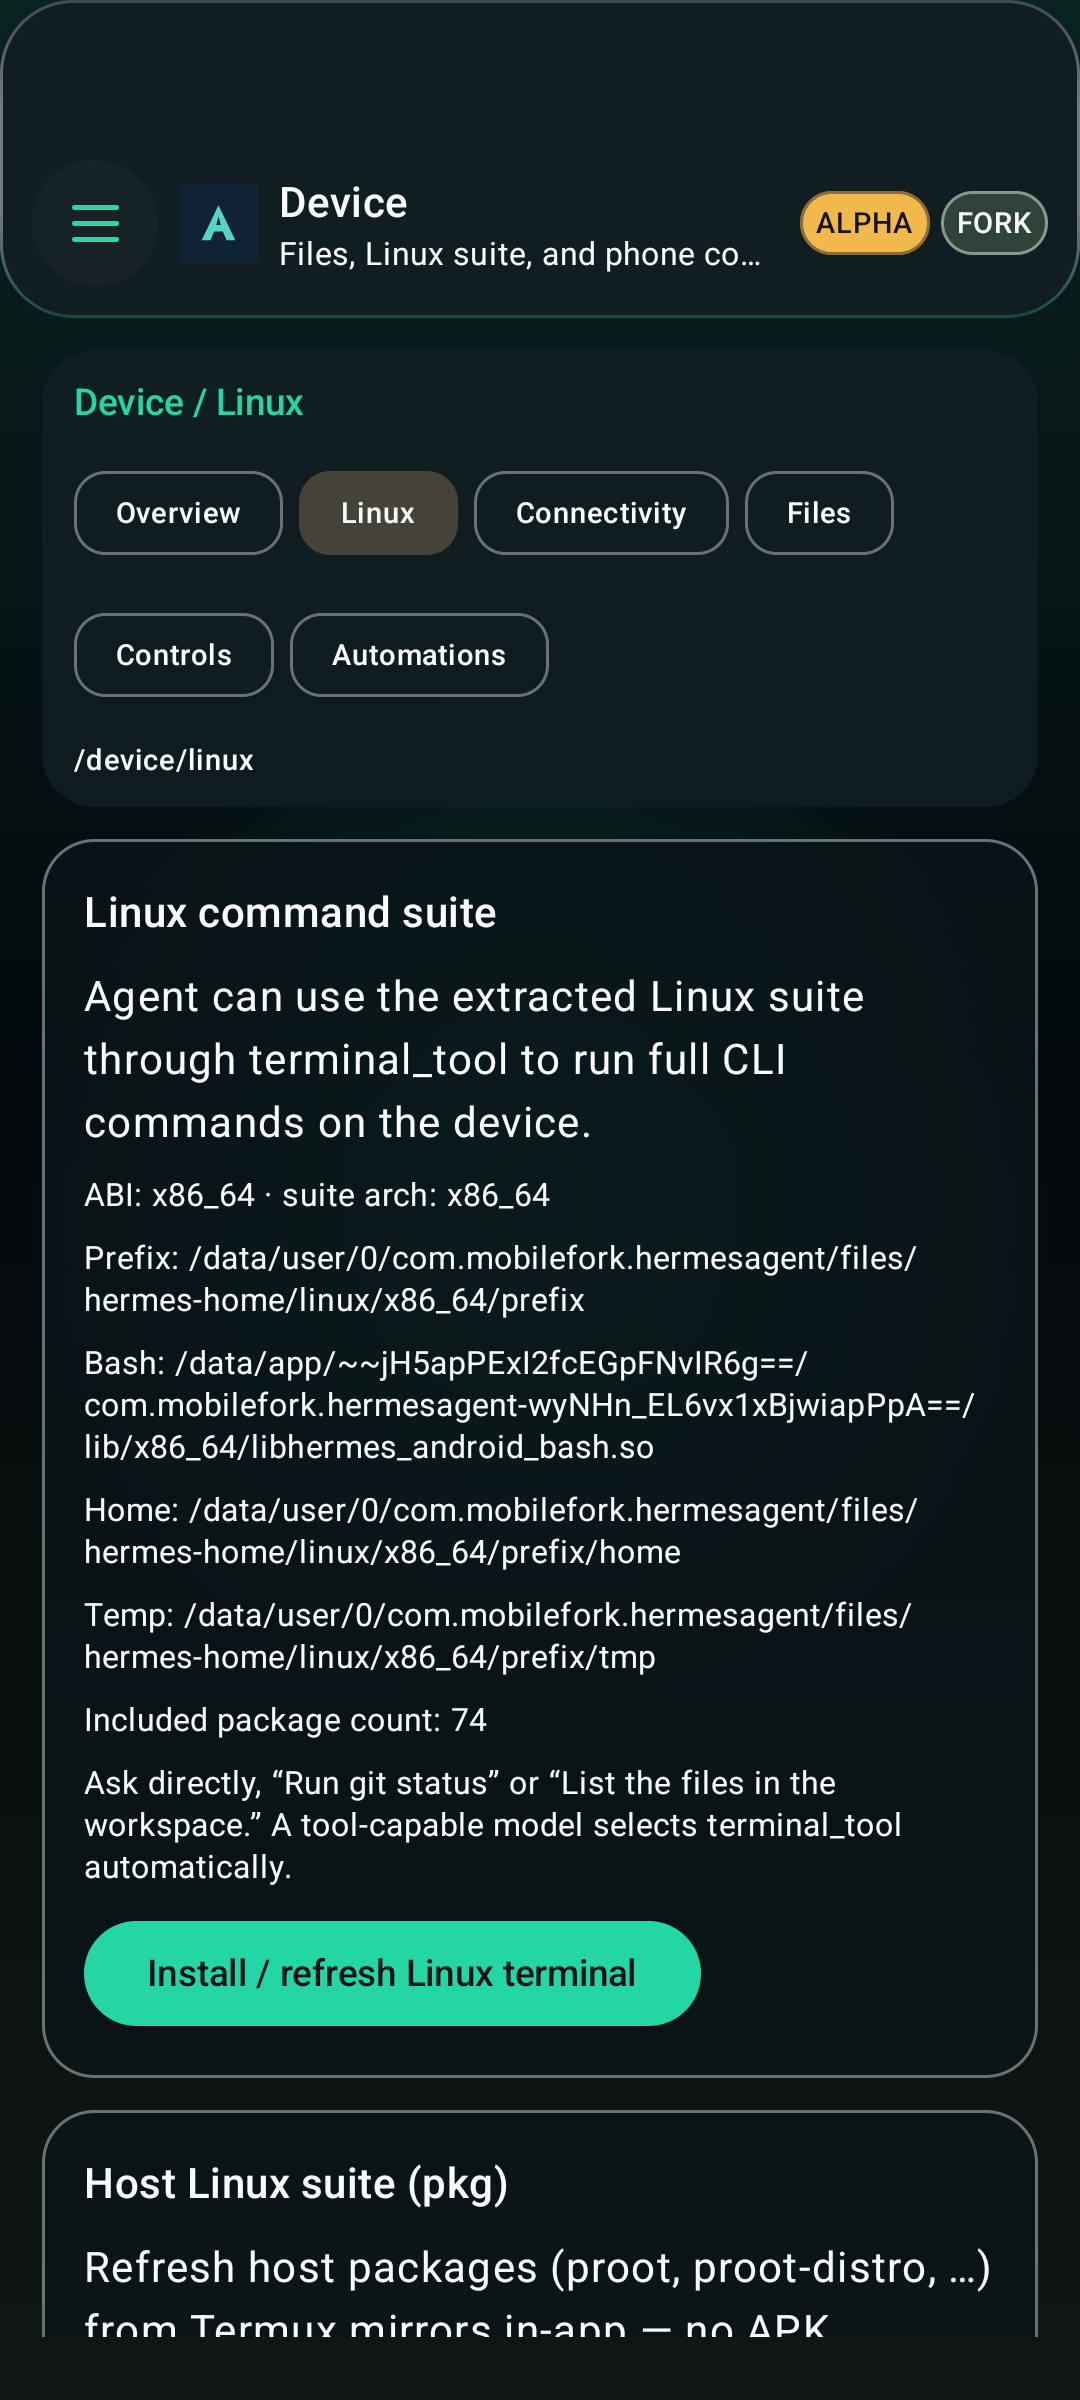 Device
Files, Linux suite, and phone co…
ALPHA
FORK
Device / Linux
Overview
Linux
Connectivity
Files
Controls
Automations
/device/linux
Linux command suite
Agent can use the extracted Linux suite
through terminal_tool to run full CLI
commands on the device.
ABI: x86_64 · suite arch: x86_64
Prefix: /data/user/0/com.mobilefork.hermesagent/files/
hermes-home/linux/x86_64/prefix
Bash: /data/app/~~jH5apPExI2fcEGpFNvIR6g==/
com.mobilefork.hermesagent-wyNHn_EL6vx1xBjwiapPpA==/
lib/x86_64/libhermes_android_bash.so
Home: /data/user/0/com.mobilefork.hermesagent/files/
hermes-home/linux/x86_64/prefix/home
Temp: /data/user/0/com.mobilefork.hermesagent/files/
hermes-home/linux/x86_64/prefix/tmp
Included package count: 74
Ask directly, “Run git status” or “List the files in the
workspace.” A tool-capable model selects terminal_tool
automatically.
Install / refresh Linux terminal
Host Linux suite (pkg)
Refresh host packages (proot, proot-distro, …)
from Termux mirrors in-app — no APK